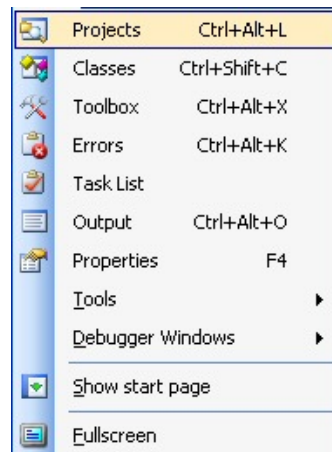 Projects Ctrl+Alt+L
Classes Ctrl+Shift+C
Toolbox Ctrl+Alt+X
Errors Ctrl+Alt+K
Task List
Output Ctrl+Alt+O
Properties F4
Tools
Debugger Windows
Show start page
Fullscreen